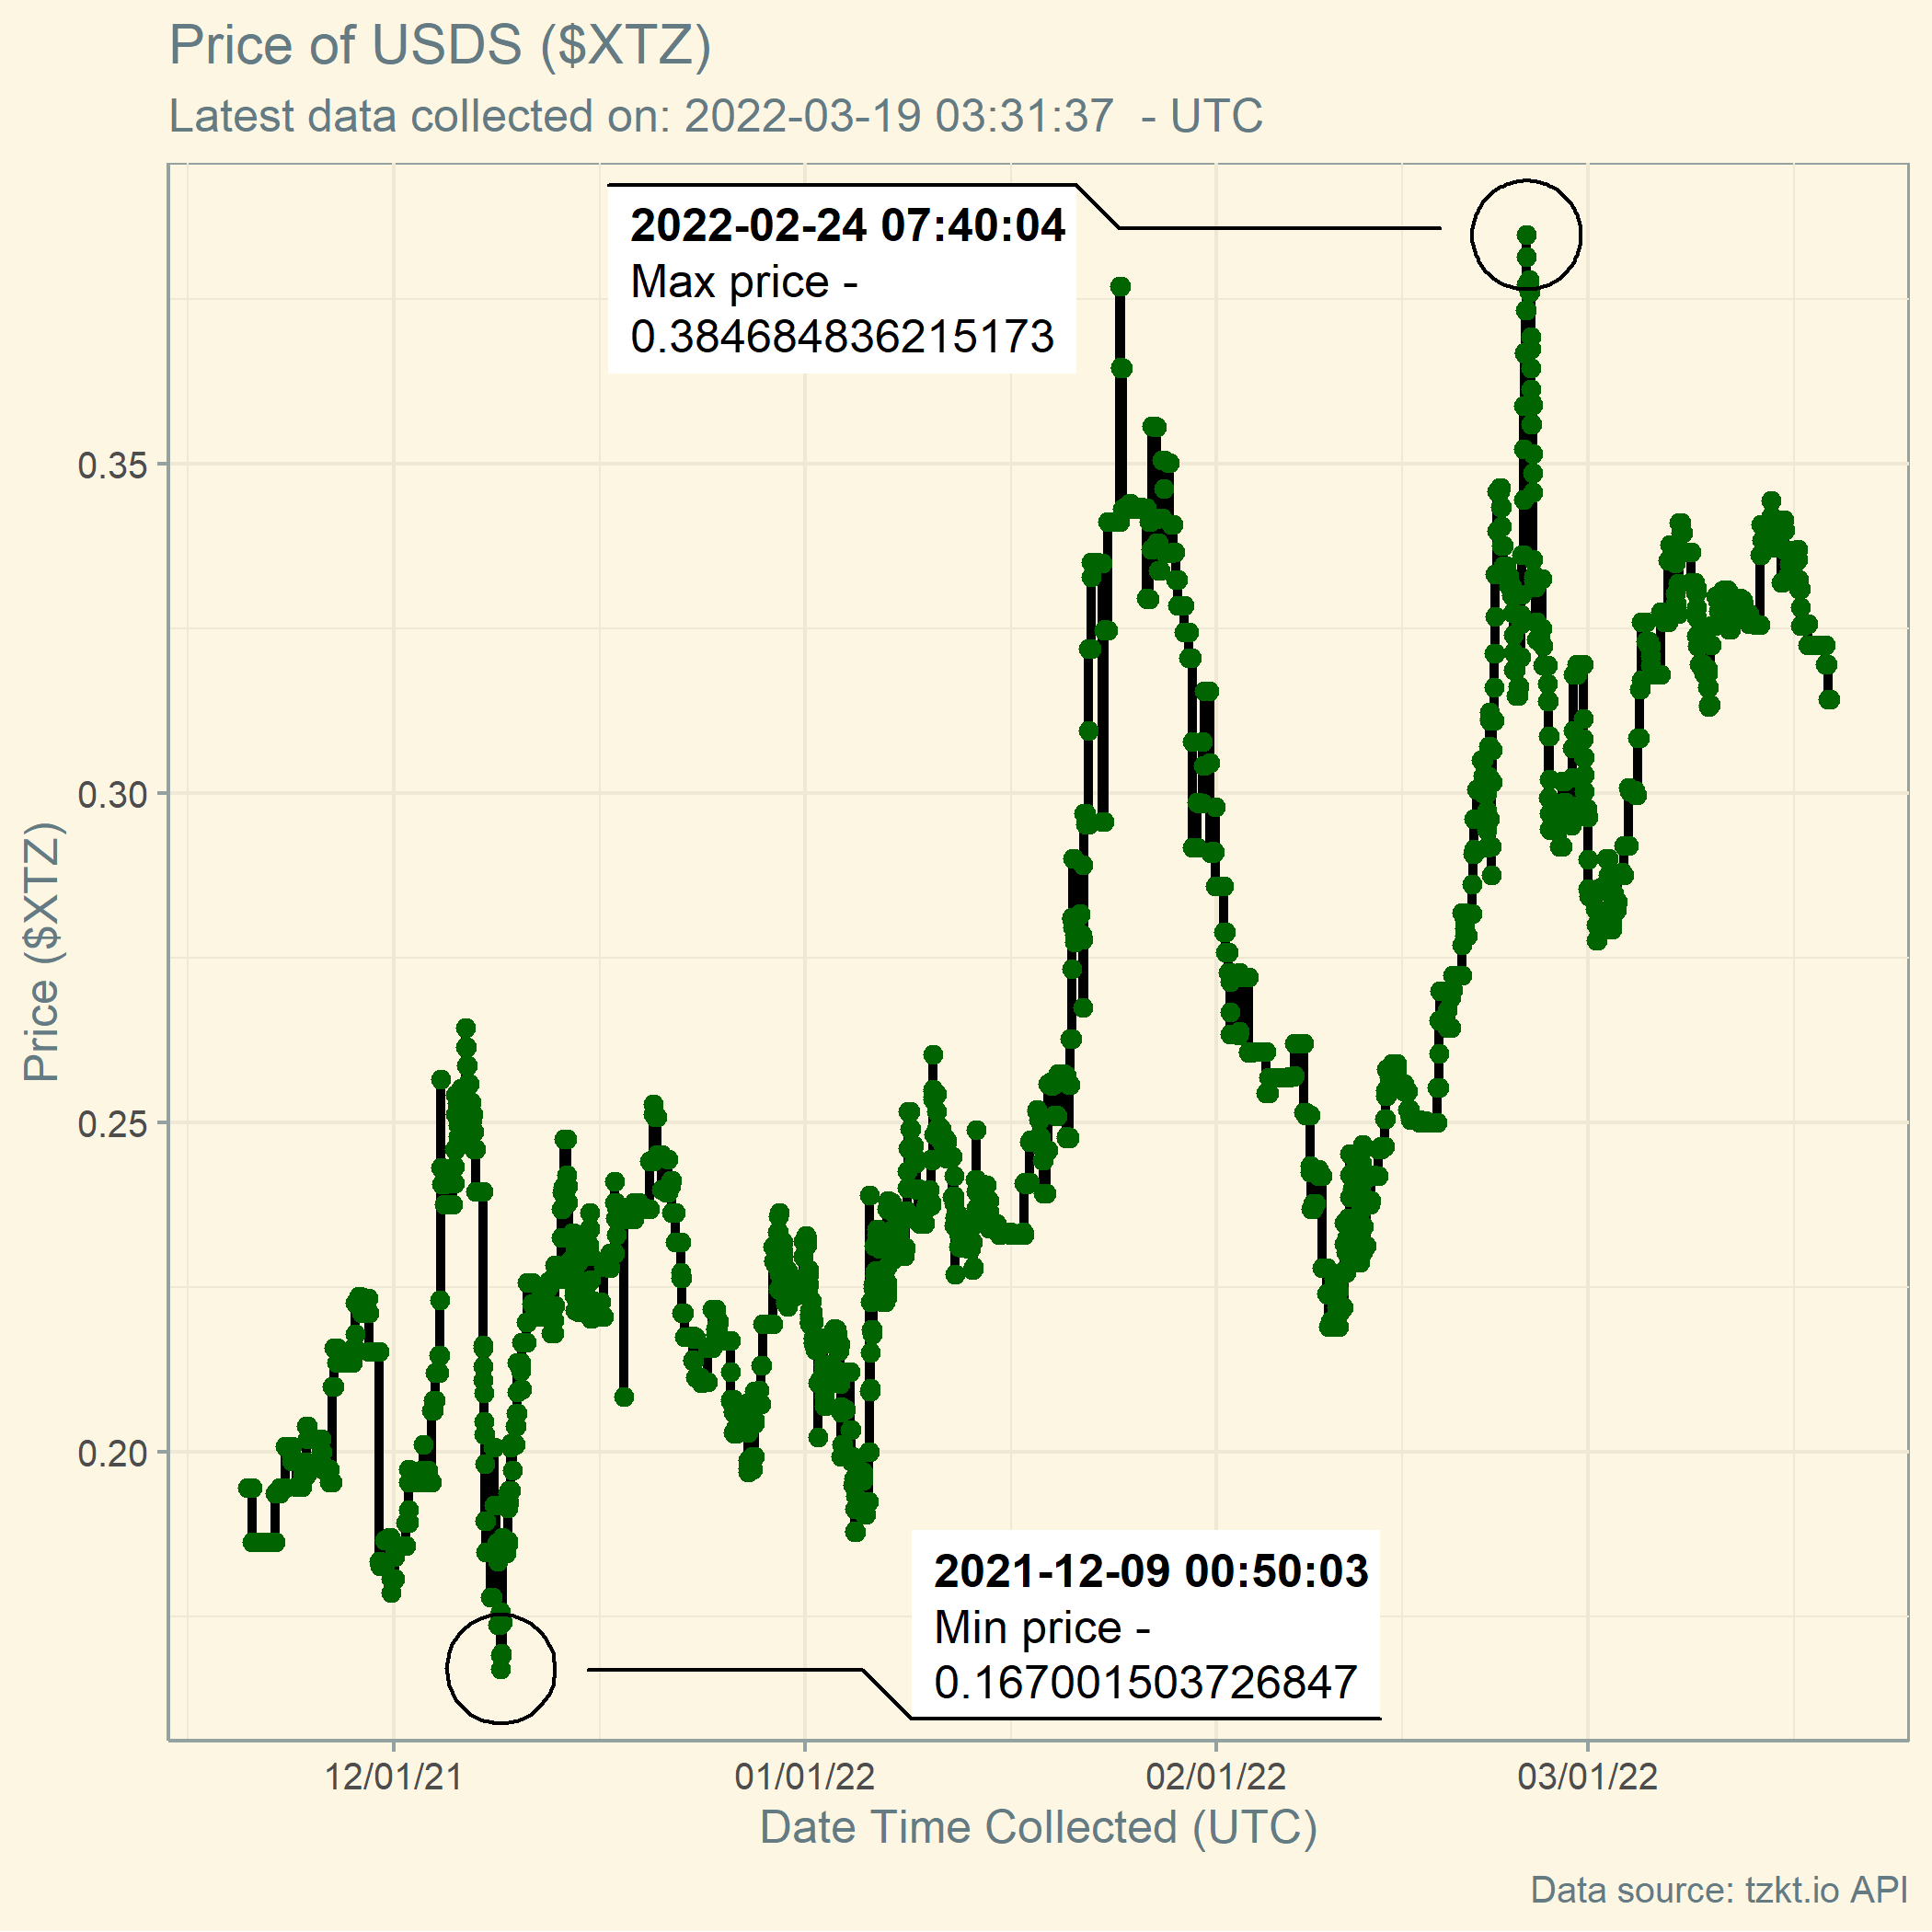 Price of USDS ($XTZ)
Latest data collected on: 2022-03-19 03:31:37  - UTC
2022-02-24 07:40:04
Max price -
0.384684836215173
0.35
0.30
0.25
0.20
Price ($XTZ)
2021-12-09 00:50:03
Min price -
0.167001503726847
12/01/21
01/01/22
02/01/22
03/01/22
Date Time Collected (UTC)
Data source: tzkt.io API